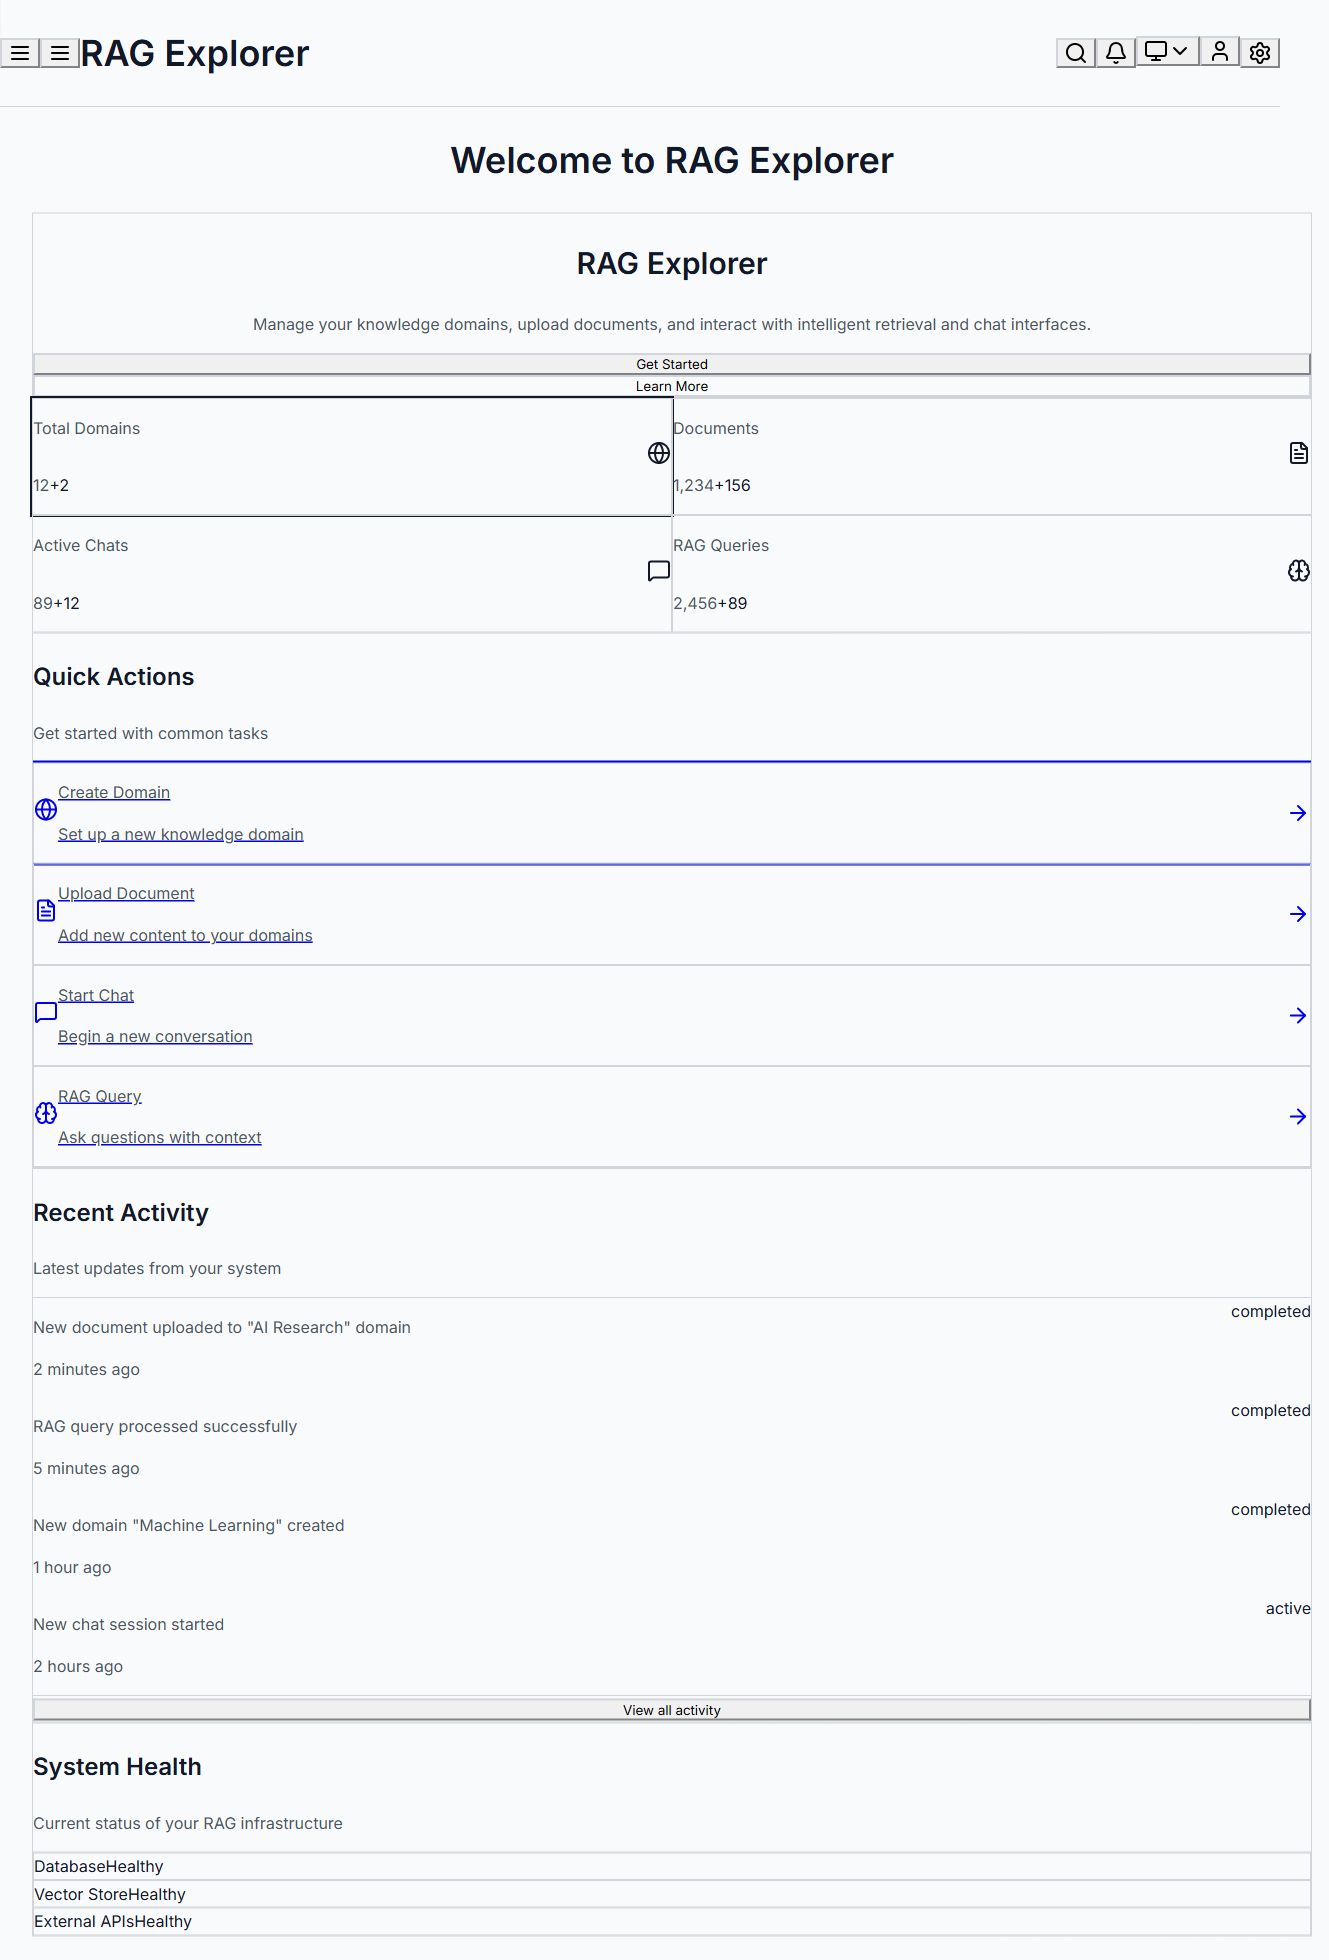 RAG Explorer
Welcome to RAG Explorer
RAG Explorer
Manage your knowledge domains, upload documents, and interact with intelligent retrieval and chat interfaces.
Get Started
Learn More
Total Domains
12+2
Documents
1,234+156
Active Chats
89+12
RAG Queries
2,456+89
Quick Actions
Get started with common tasks
Create Domain
Set up a new knowledge domain
Upload Document
Add new content to your domains
Start Chat
Begin a new conversation
RAG Query
Ask questions with context
Recent Activity
Latest updates from your system
New document uploaded to "AI Research" domain
completed
2 minutes ago
RAG query processed successfully
completed
5 minutes ago
New domain "Machine Learning" created
completed
1 hour ago
New chat session started
active
2 hours ago
View all activity
System Health
Current status of your RAG infrastructure
DatabaseHealthy
Vector StoreHealthy
External APIsHealthy